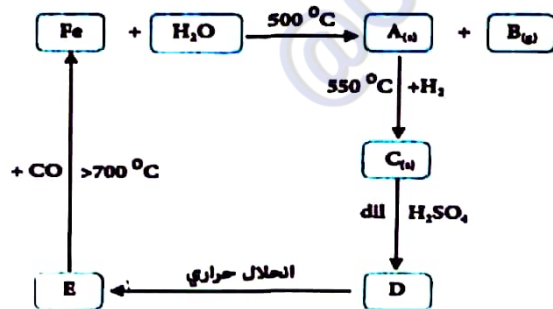 Fe + H₂O 500 °C A(s) + B(g)
550 °C +H₂
C(s)
+ CO >700 °C
dil H₂SO₄
انحلال حراري
E D